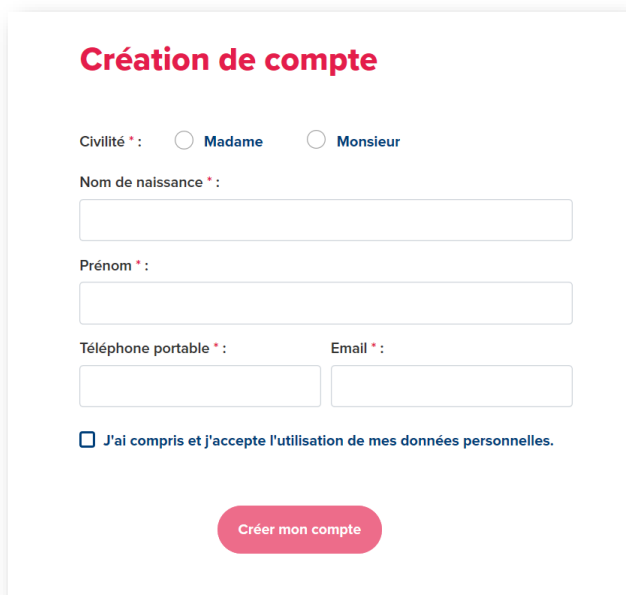 Création de compte
Civilité * : Madame Monsieur
Nom de naissance * :
Prénom * :
Téléphone portable * : Email * :
J'ai compris et j'accepte l'utilisation de mes données personnelles.
Créer mon compte